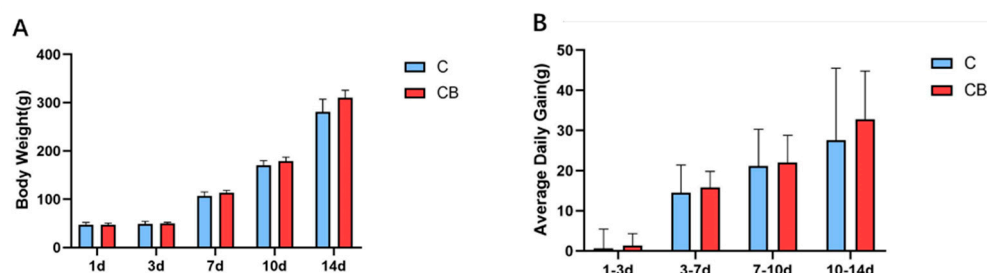 A
Body Weight(g)
400
300
200
100
0
1d 3d 7d 10d 14d
C
CB
B
Average Daily Gain(g)
50
40
30
20
10
0
1-3d 3-7d 7-10d 10-14d
C
CB